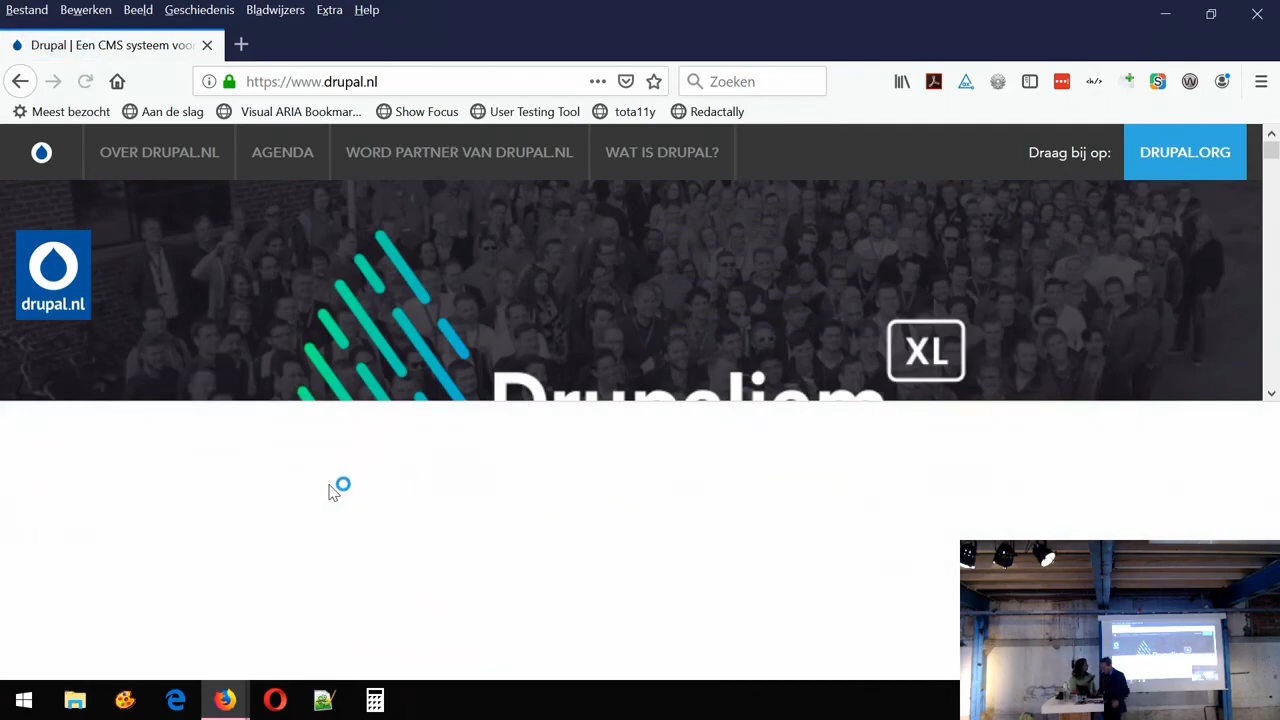 Bestand Bewerken Beeld Geschiedenis Bladwijzers Extra Help
Drupal | Een CMS systeem voor
https://www.drupal.nl
Zoeken
Meest bezocht Aan de slag Visual ARIA Bookmar... Show Focus User Testing Tool tota11y Redactally
OVER DRUPAL.NL AGENDA WORD PARTNER VAN DRUPAL.NL WAT IS DRUPAL? Draag bij op: DRUPAL.ORG
drupal.nl
XL
Drupaljam